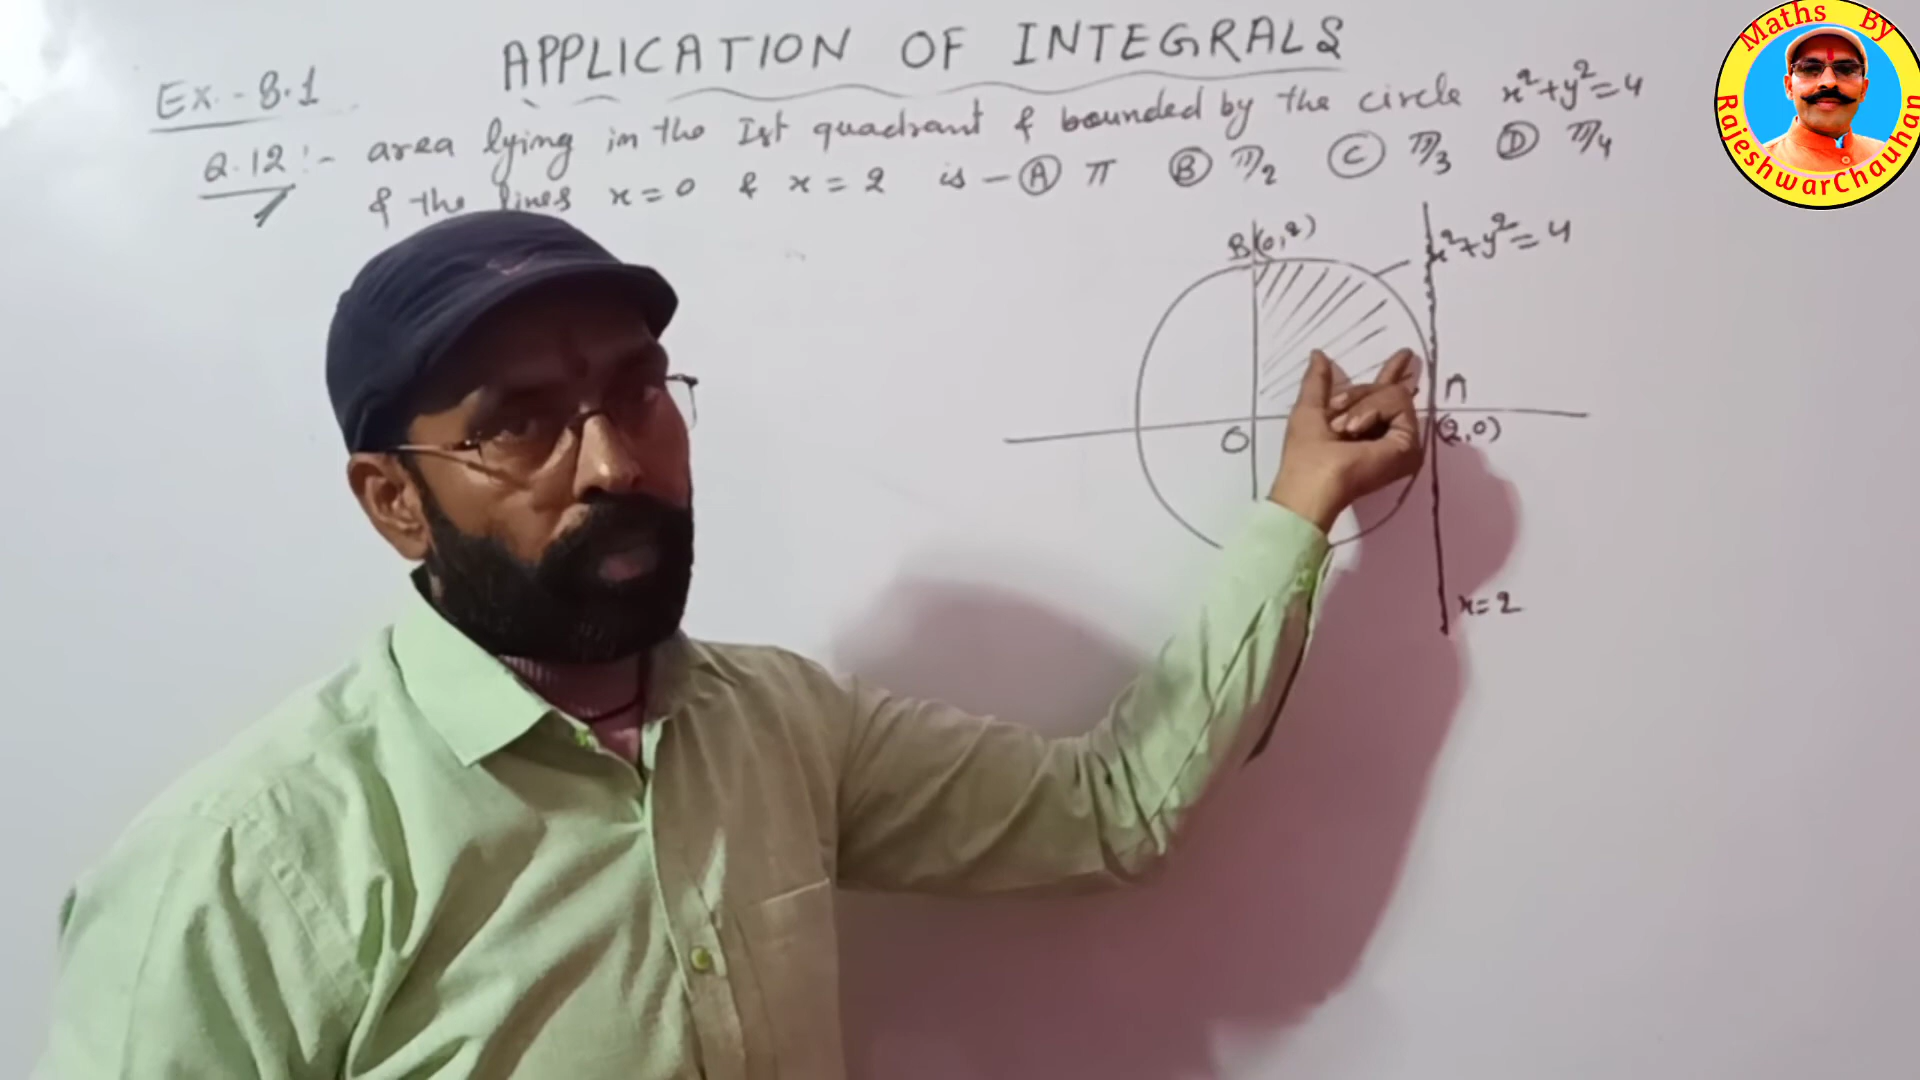 APPLICATION OF INTEGRALS
Ex.-8.1
Q.12:- area lying in the Ist quadrant & bounded by the circle x²+y²=4
& the lines x=0 & x=2 is - Ⓐ π Ⓑ π/2 Ⓒ π/3 Ⓓ π/4
B(0,2)
x²+y²=4
A
O
(2,0)
x=2
Maths By
RajeshwarChauhan